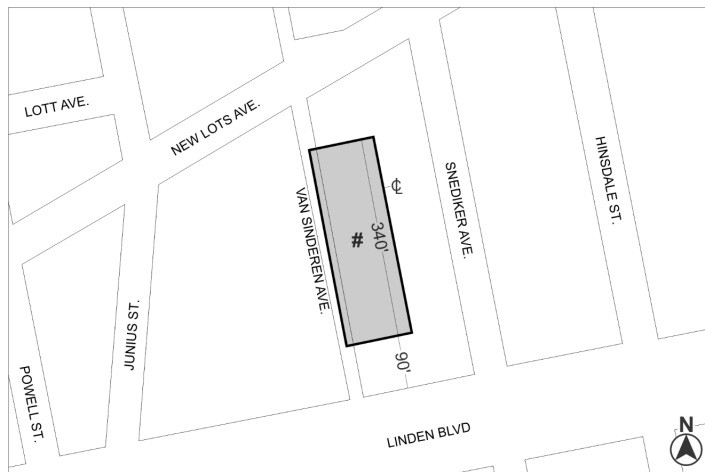 LOTT AVE.
NEW LOTS AVE.
VAN SINDEREN AVE.
#
℄
340'
90'
SNEDIKER AVE.
HINSDALE ST.
JUNIUS ST.
POWELL ST.
LINDEN BLVD
N